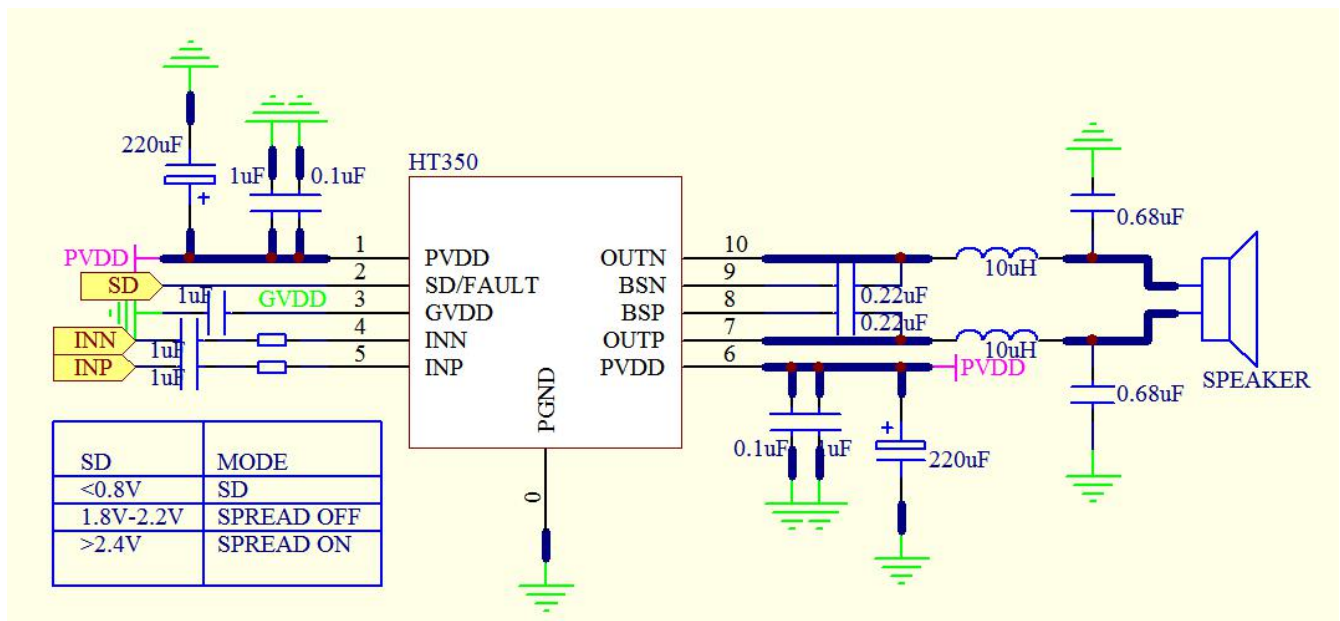 220uF
+
1uF
0.1uF
HT350
PVDD
1
PVDD
SD
2
SD/FAULT
1uF
GVDD
3
GVDD
INN
1uF
4
INN
INP
1uF
5
INP
PGND
0
OUTN
10
BSN
9
BSP
8
OUTP
7
PVDD
6
0.22uF
0.22uF
10uH
10uH
PVDD
0.68uF
0.68uF
SPEAKER
0.1uF
1uF
+
220uF
SD MODE
<0.8V SD
1.8V-2.2V SPREAD OFF
>2.4V SPREAD ON